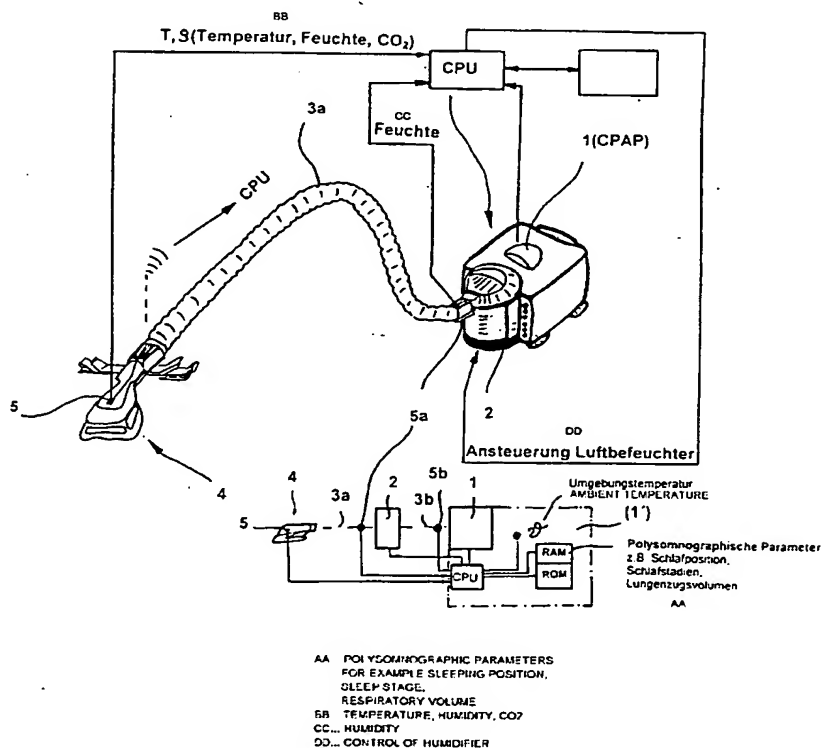 BB
T, ϑ(Temperatur, Feuchte, CO₂)
CPU
3a
CC
Feuchte
1(CPAP)
CPU
5
5a
2
DD
Ansteuerung Luftbefeuchter
4
4
2
5b
1
Umgebungstemperatur
AMBIENT TEMPERATURE
5
3a
3b
ϑ
(1')
RAM
Polysomnographische Parameter
z.B Schlafposition,
CPU
ROM
Schlafstadien,
Lungenzugsvolumen
AA
AA POLYSOMNOGRAPHIC PARAMETERS
FOR EXAMPLE SLEEPING POSITION,
SLEEP STAGE,
RESPIRATORY VOLUME
BB TEMPERATURE, HUMIDITY, CO2
CC... HUMIDITY
DD... CONTROL OF HUMIDIFIER